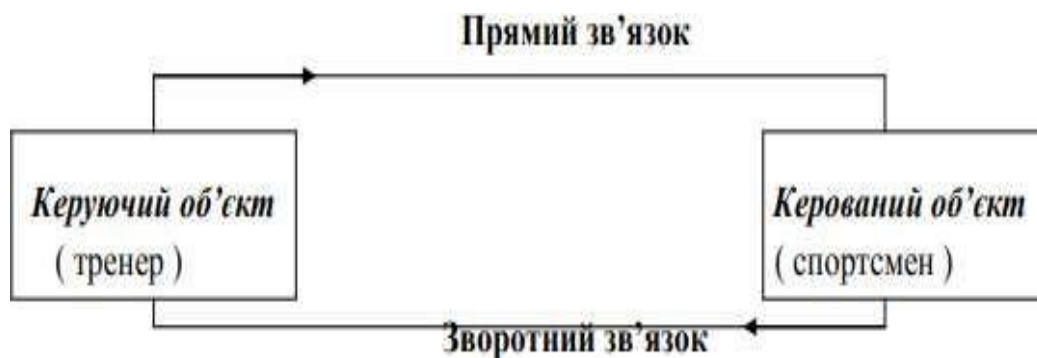 Прямий зв’язок
Керуючий об’єкт
( тренер )
Керований об’єкт
( спортсмен )
Зворотний зв’язок